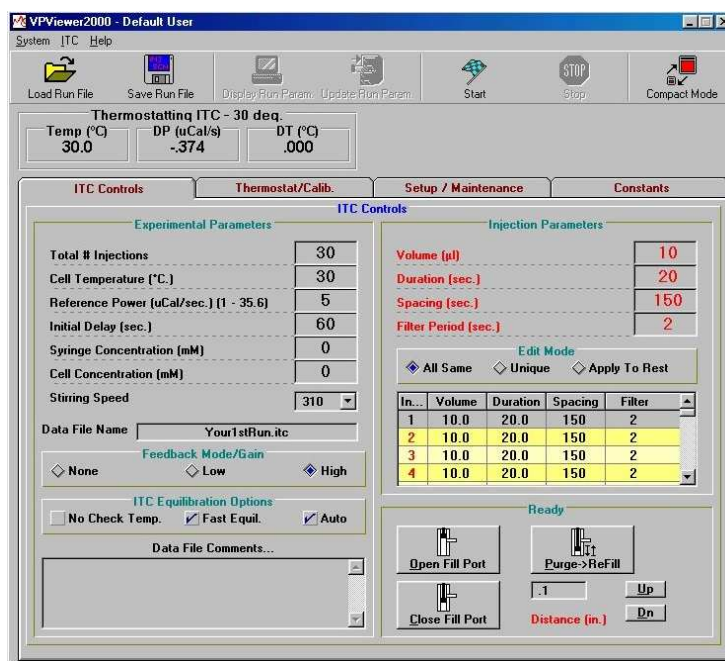 VPViewer2000 - Default User
System ITC Help
Load Run File Save Run File Display Run Param. Update Run Param. Start Stop Compact Mode
STOP
Thermostatting ITC - 30 deq.
Temp (ºC) DP (uCal/s) DT (ºC)
30.0 -.374 .000
ITC Controls Thermostat/Calib. Setup / Maintenance Constants
ITC Controls
Experimental Parameters
Total # Injections 30
Cell Temperature (*C.) 30
Reference Power (uCal/sec.) (1 - 35.6) 5
Initial Delay (sec.) 60
Syringe Concentration (mM) 0
Cell Concentration (mM) 0
Stirring Speed 310
Data File Name Your1stRun.itc
Feedback Mode/Gain
None Low High
ITC Equilibration Options
No Check Temp. Fast Equil. Auto
Data File Comments...
Injection Parameters
Volume (µl) 10
Duration (sec.) 20
Spacing (sec.) 150
Filter Period (sec.) 2
Edit Mode
All Same Unique Apply To Rest
In... Volume Duration Spacing Filter
1 10.0 20.0 150 2
2 10.0 20.0 150 2
3 10.0 20.0 150 2
4 10.0 20.0 150 2
Ready
Open Fill Port Purge->ReFill
.1 Up
Close Fill Port Distance (in.) Dn